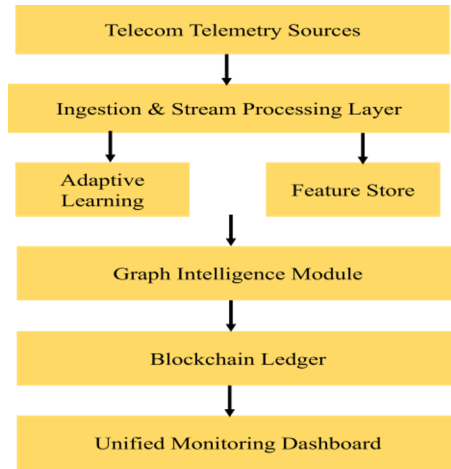 Telecom Telemetry Sources
Ingestion & Stream Processing Layer
Adaptive
Learning
Feature Store
Graph Intelligence Module
Blockchain Ledger
Unified Monitoring Dashboard